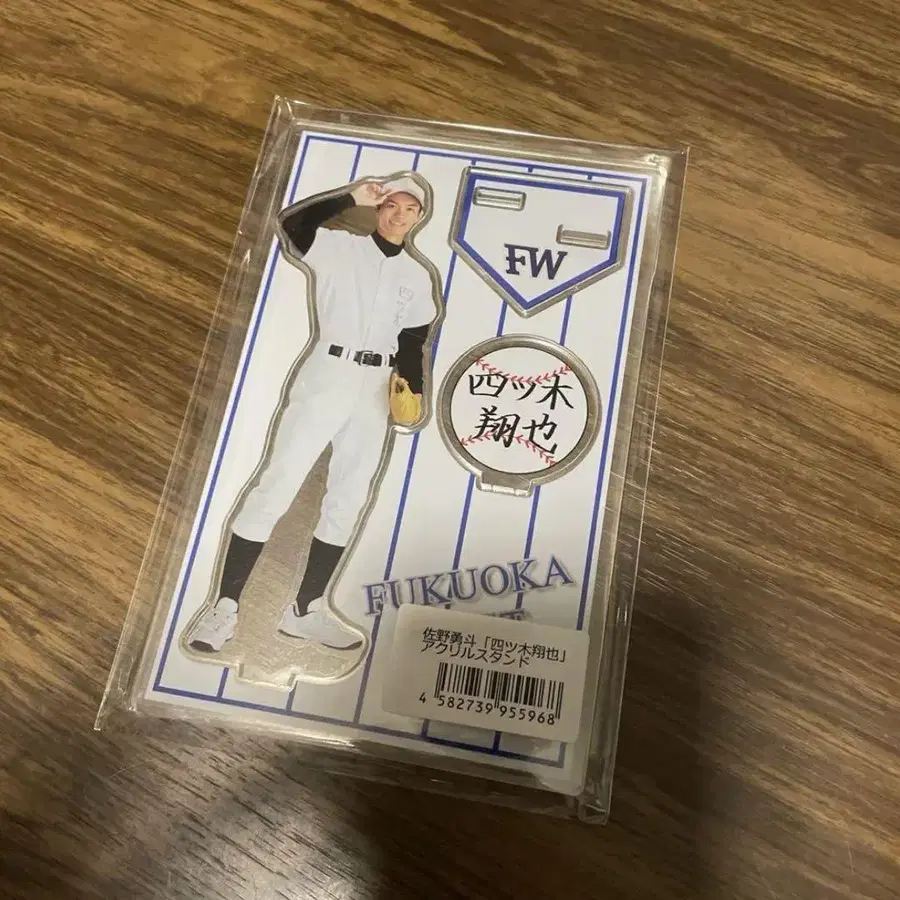 FW
四ツ木
翔也
FUKUOKA
佐野勇斗「四ツ木翔也」
アクリルスタンド
4 582739 955968